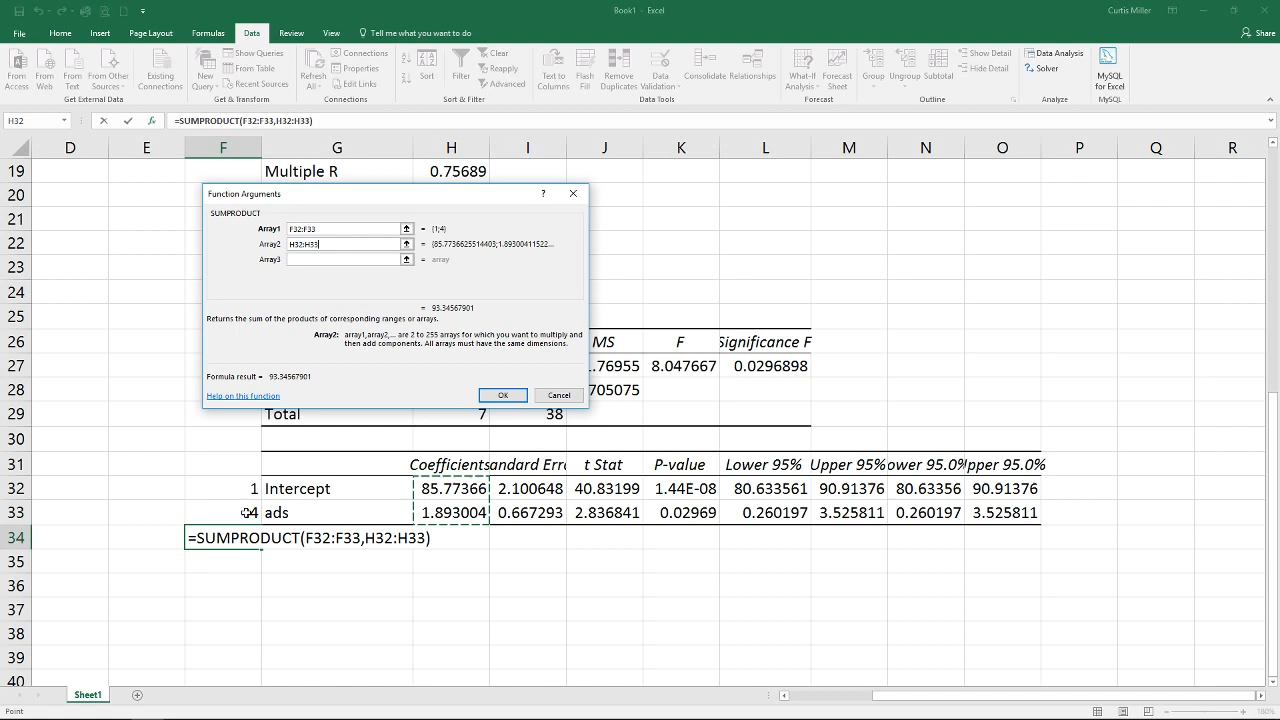 Book1 - Excel
Curtis Miller
File Home Insert Page Layout Formulas Data Review View Tell me what you want to do
Share
From Access
From Web
From Text
From Other Sources
Existing Connections
Get External Data
New Query
Show Queries
From Table
Recent Sources
Get & Transform
Refresh All
Connections
Properties
Edit Links
Connections
Sort
Filter
Clear
Reapply
Advanced
Sort & Filter
Text to Columns
Flash Fill
Remove Duplicates
Data Validation
Consolidate
Relationships
Data Tools
What-If Analysis
Forecast Sheet
Forecast
Group
Ungroup
Subtotal
Show Detail
Hide Detail
Outline
Data Analysis
Solver
Analyze
MySQL for Excel
MySQL
H32 =SUMPRODUCT(F32:F33,H32:H33)
D E F G H I J K L M N O P Q R
19 Multiple R 0.75689
20
21
22
23
24
25
26 MS F Significance F
27 .76955 8.047667 0.0296898
28 705075
29 Total 7 38
30
31 Coefficients andard Erro t Stat P-value Lower 95% Upper 95% ower 95.0% Jpper 95.0%
32 1 Intercept 85.77366 2.100648 40.83199 1.44E-08 80.633561 90.91376 80.63356 90.91376
33 4 ads 1.893004 0.667293 2.836841 0.02969 0.260197 3.525811 0.260197 3.525811
34 =SUMPRODUCT(F32:F33,H32:H33)
35
36
37
38
39
40
Function Arguments
SUMPRODUCT
Array1 F32:F33 = {1;4}
Array2 H32:H33 = {85.7736625514403;1.89300411522...
Array3 = array
= 93.34567901
Returns the sum of the products of corresponding ranges or arrays.
Array2: array1,array2,... are 2 to 255 arrays for which you want to multiply and
then add components. All arrays must have the same dimensions.
Formula result = 93.34567901
Help on this function
OK Cancel
Sheet1
Point
180%